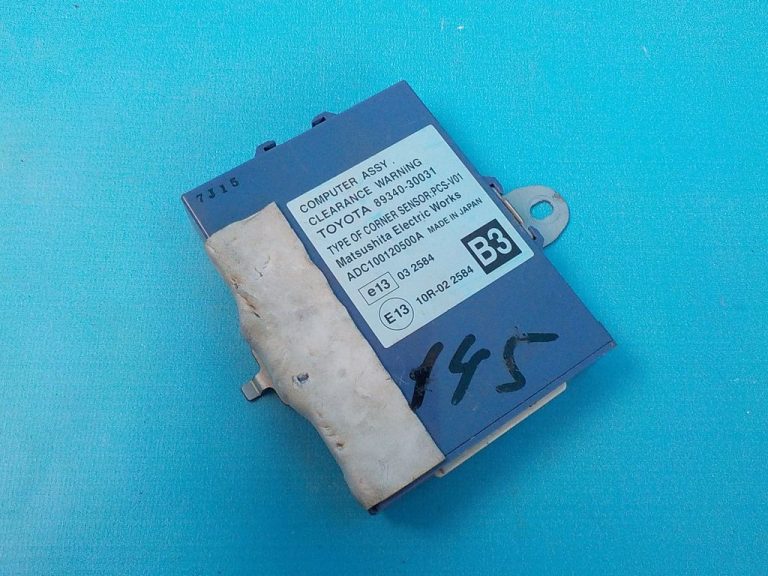 7J15
COMPUTER ASSY.
CLEARANCE WARNING
TOYOTA 89340-30031
TYPE OF CORNER SENSOR:PCS-V01
Matsushita Electric Works
ADC100120500A MADE IN JAPAN
e13 03 2584
B3
E13 10R-02 2584
145